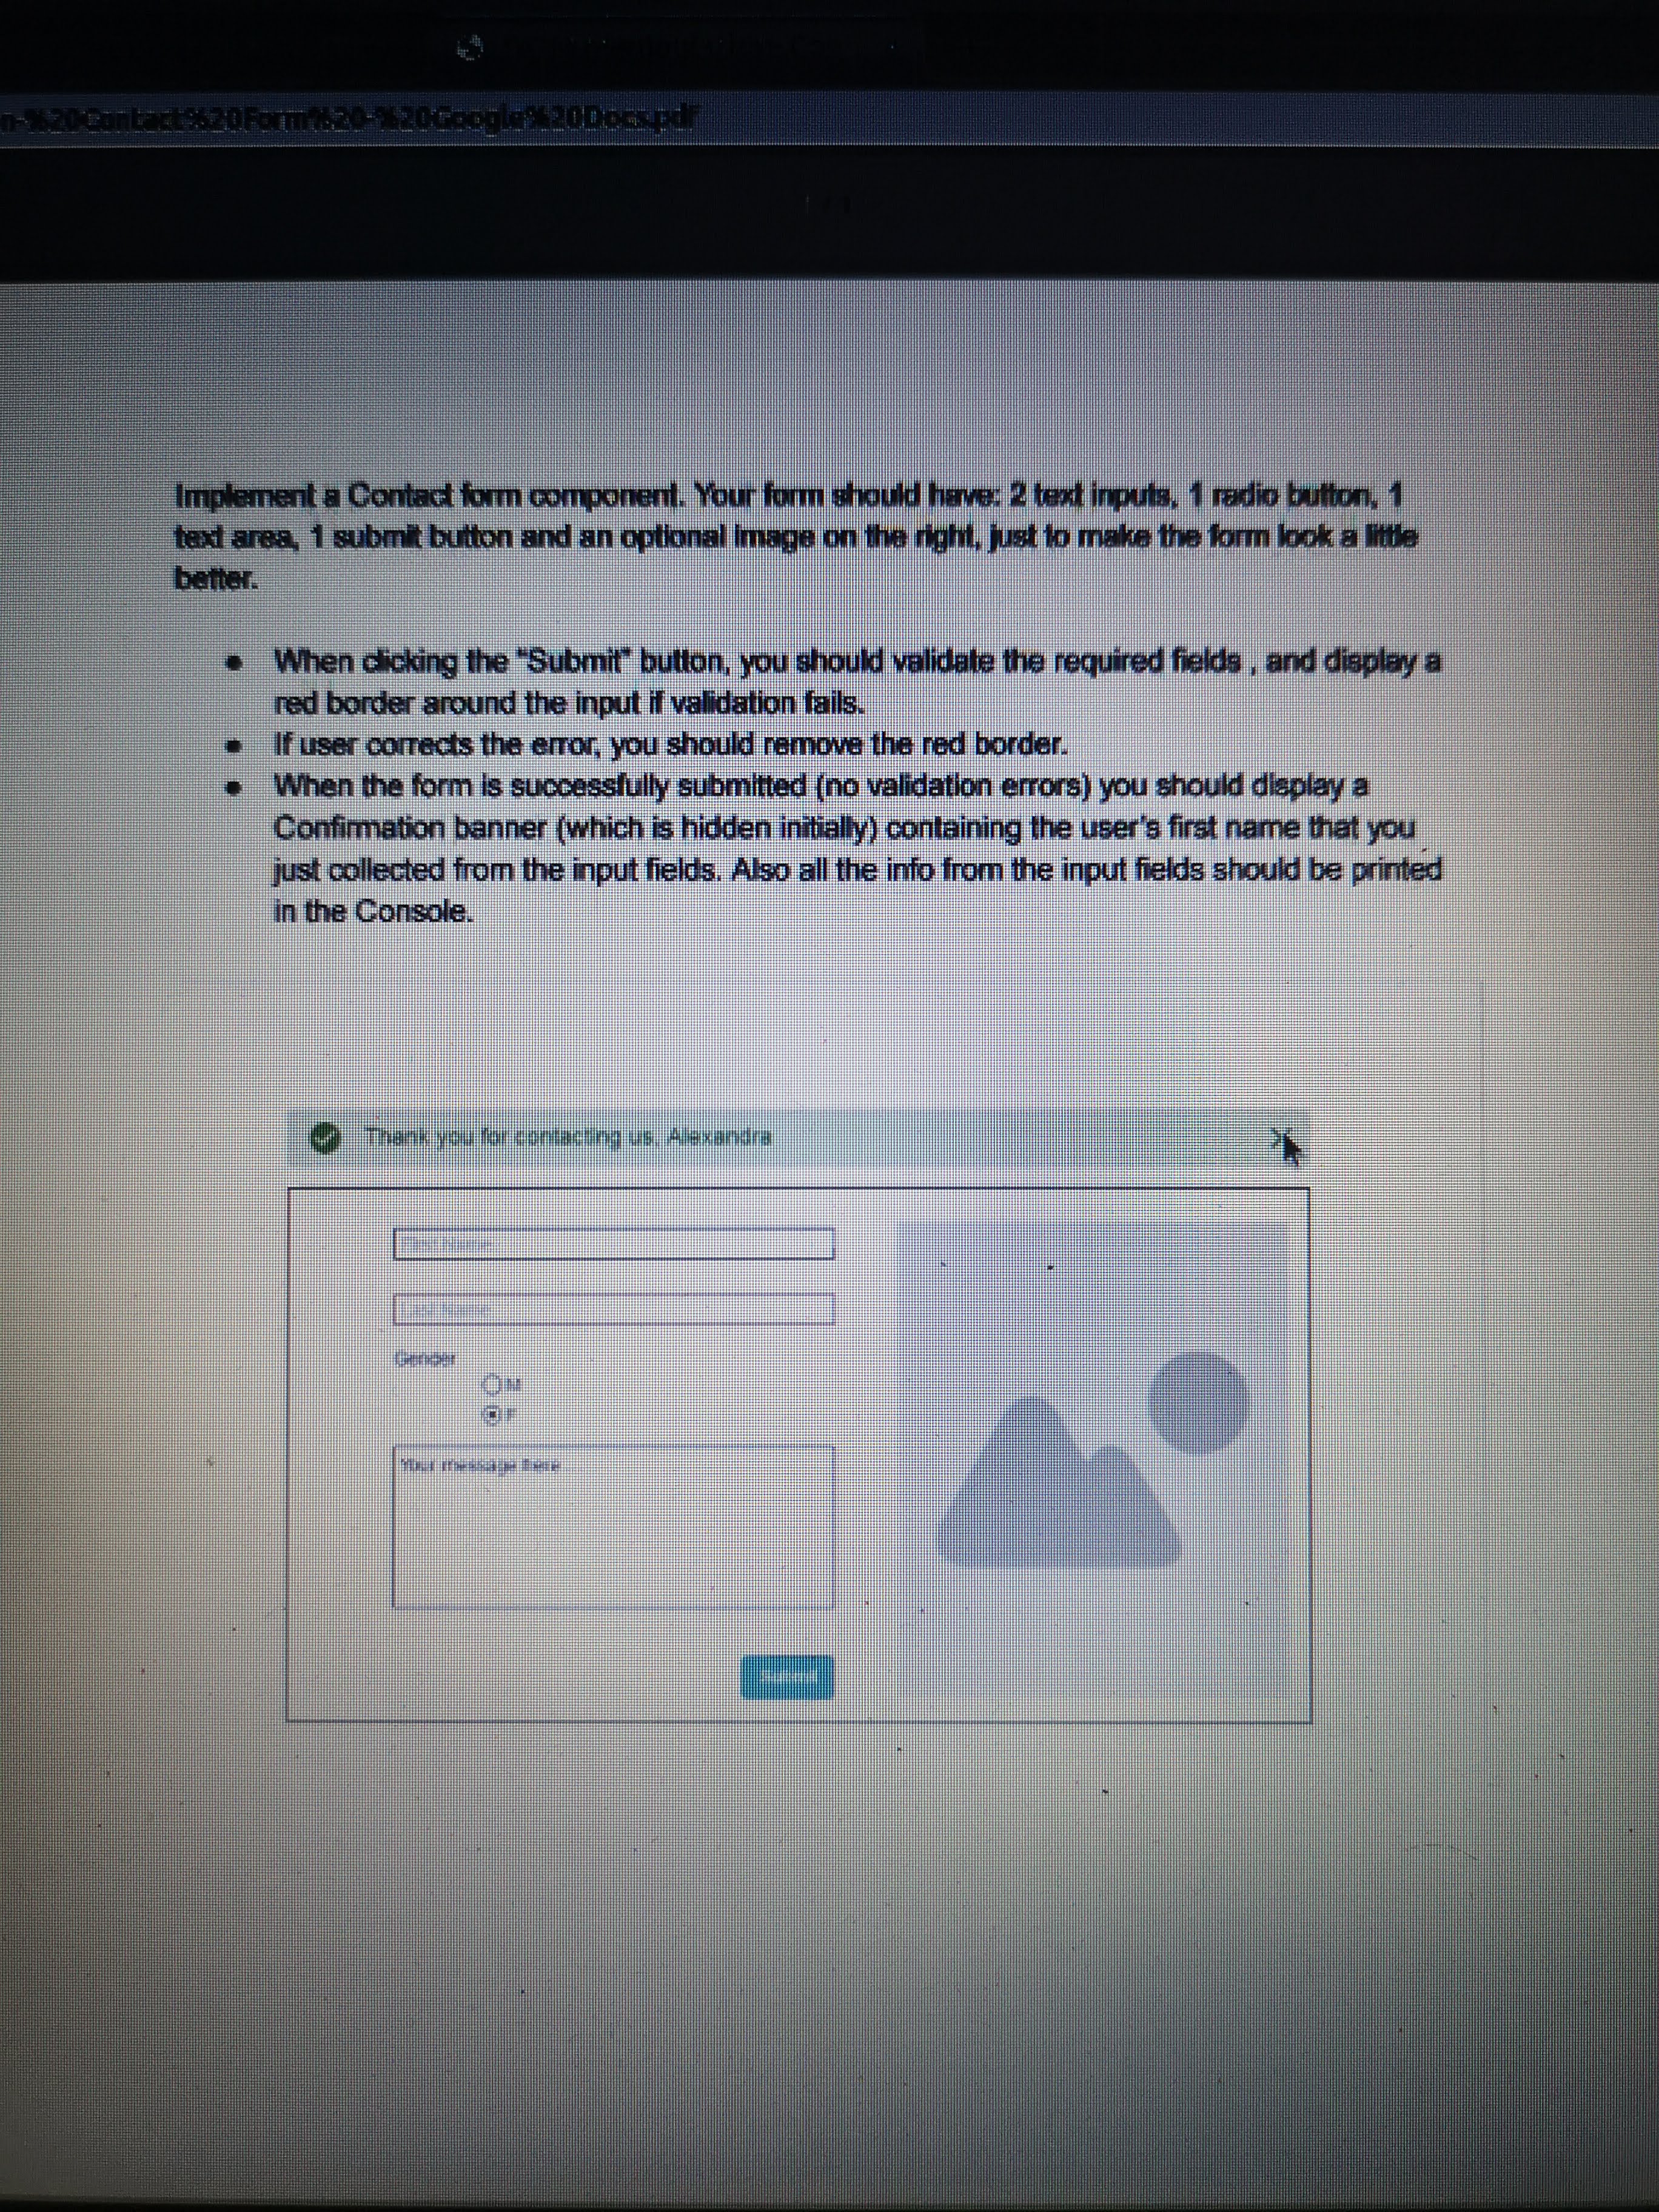 n-%20Contact%20Form%20-%20Google%20Docs.pdf
Implement a Contact form component. Your form should have: 2 text inputs, 1 radio button, 1
text area, 1 submit button and an optional image on the right, just to make the form look a little
better.
• When clicking the "Submit" button, you should validate the required fields , and display a
red border around the input if validation fails.
• If user corrects the error, you should remove the red border.
• When the form is successfully submitted (no validation errors) you should display a
Confirmation banner (which is hidden initially) containing the user's first name that you
just collected from the input fields. Also all the info from the input fields should be printed
in the Console.
Thank you for contacting us, Alexandra
First Name
Last Name
Gender
M
F
Your message here
Submit